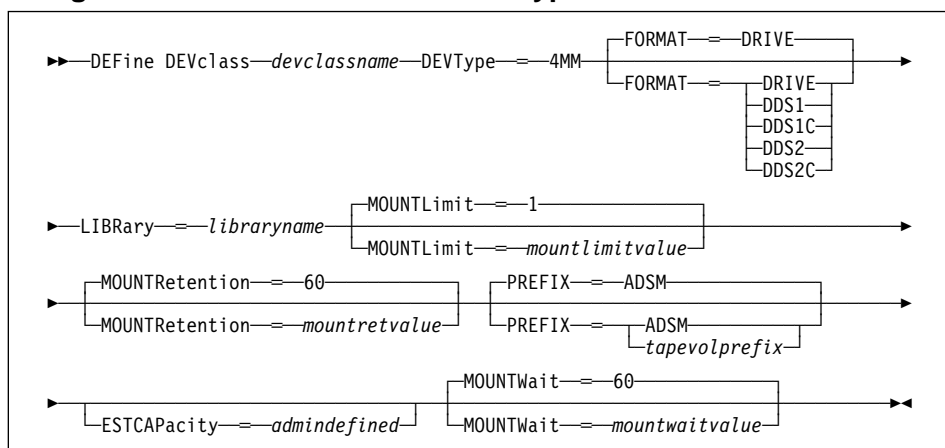 FORMAT = DRIVE
DEFine DEVclass devclassname DEVType = 4MM
FORMAT = DRIVE
DDS1
DDS1C
DDS2
DDS2C
MOUNTLimit = 1
LIBRary = libraryname
MOUNTLimit = mountlimitvalue
MOUNTRetention = 60 PREFIX = ADSM
MOUNTRetention = mountretvalue PREFIX = ADSM
tapevolprefix
MOUNTWait = 60
ESTCAPacity = admindefined MOUNTWait = mountwaitvalue